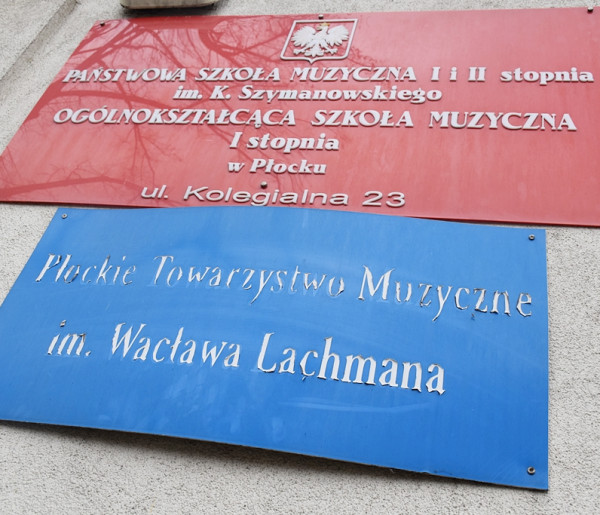 PAŃSTWOWA SZKOŁA MUZYCZNA I i II stopnia
im. K. Szymanowskiego
OGÓLNOKSZTAŁCĄCA SZKOŁA MUZYCZNA
I stopnia
w Płocku
ul. Kolegialna 23
Płockie Towarzystwo Muzyczne
im. Wacława Lachmana